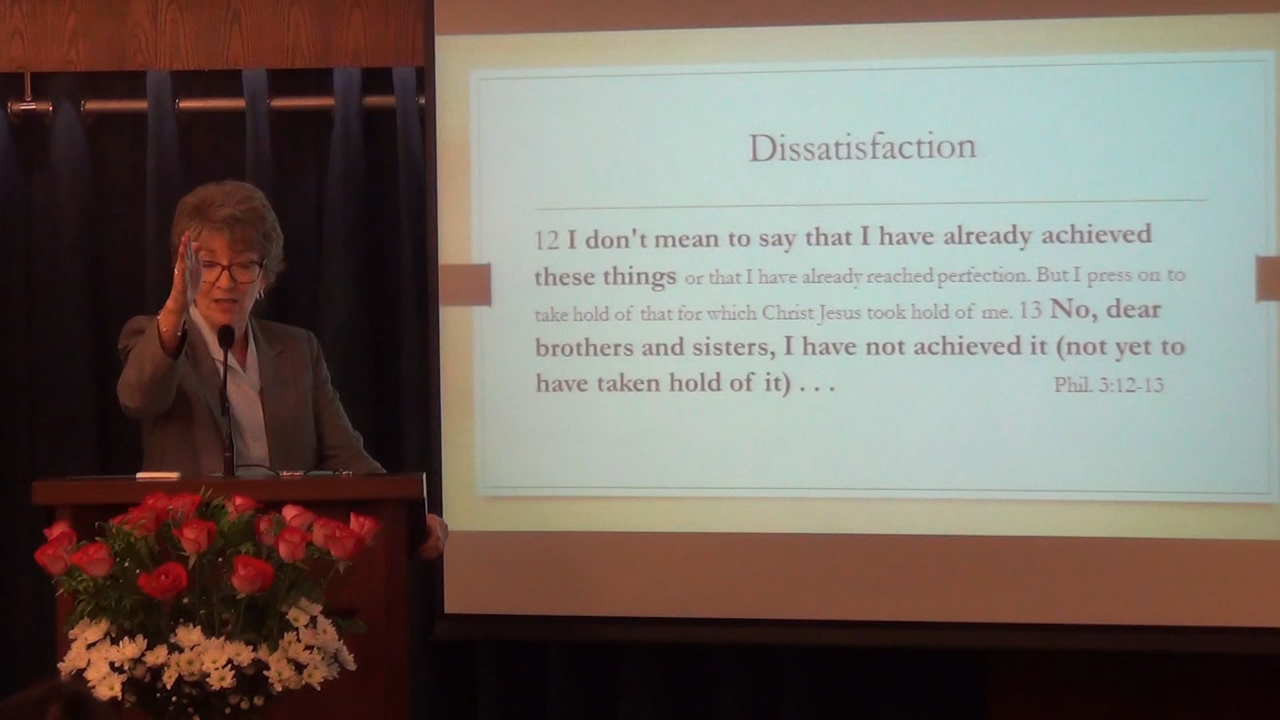 Dissatisfaction
12 I don't mean to say that I have already achieved
these things or that I have already reached perfection. But I press on to
take hold of that for which Christ Jesus took hold of me. 13 No, dear
brothers and sisters, I have not achieved it (not yet to
have taken hold of it) . . . Phil. 3:12-13